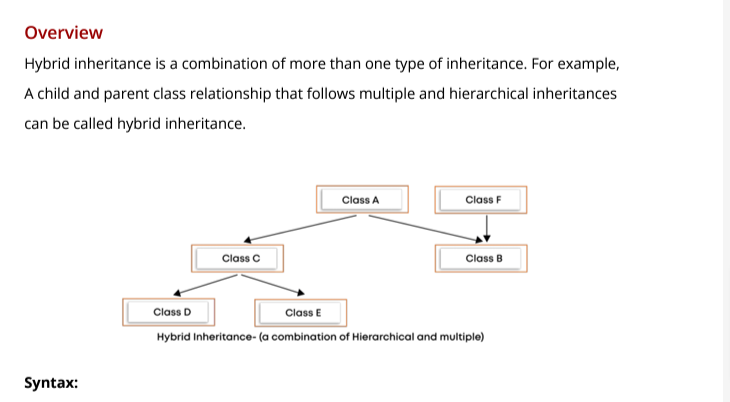 Overview
Hybrid inheritance is a combination of more than one type of inheritance. For example,
A child and parent class relationship that follows multiple and hierarchical inheritances
can be called hybrid inheritance.
Class A
Class F
Class C
Class B
Class D
Class E
Hybrid Inheritance- (a combination of Hierarchical and multiple)
Syntax: